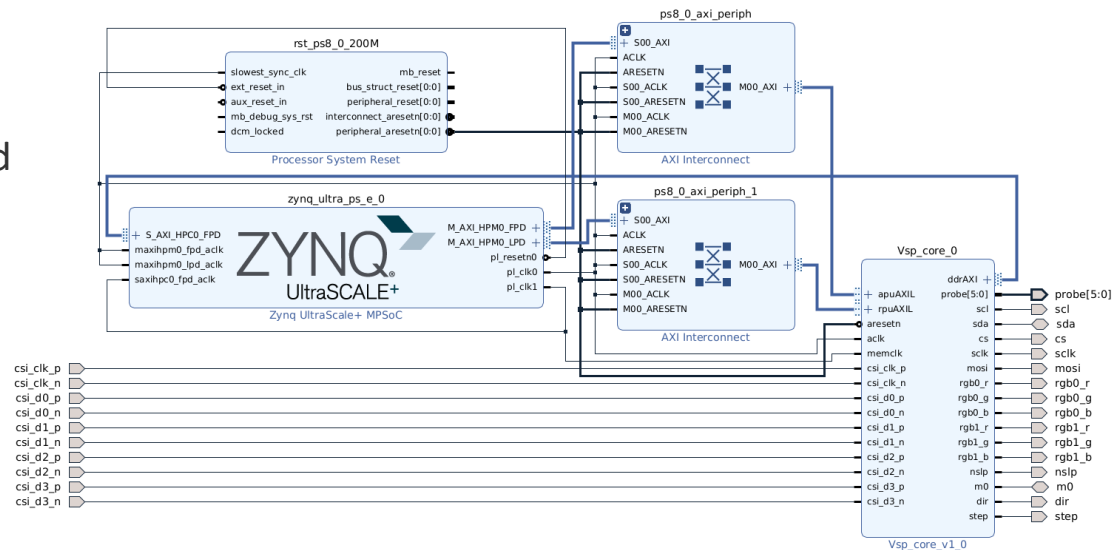 d
rst_ps8_0_200M
slowest_sync_clk
ext_reset_in
aux_reset_in
mb_debug_sys_rst
dcm_locked
mb_reset
bus_struct_reset[0:0]
peripheral_reset[0:0]
interconnect_aresetn[0:0]
peripheral_aresetn[0:0]
Processor System Reset
ps8_0_axi_periph
S00_AXI
ACLK
ARESETN
S00_ACLK
S00_ARESETN
M00_ACLK
M00_ARESETN
M00_AXI
AXI Interconnect
zynq_ultra_ps_e_0
S_AXI_HPC0_FPD
maxihpm0_fpd_aclk
maxihpm0_lpd_aclk
saxihpc0_fpd_aclk
ZYNQ
UltraSCALE+
M_AXI_HPM0_FPD
M_AXI_HPM0_LPD
pl_resetn0
pl_clk0
pl_clk1
Zynq UltraScale+ MPSoC
ps8_0_axi_periph_1
S00_AXI
ACLK
ARESETN
S00_ACLK
S00_ARESETN
M00_ACLK
M00_ARESETN
M00_AXI
AXI Interconnect
Vsp_core_0
apuAXIL
rpuAXIL
aresetn
aclk
memclk
csi_clk_p
csi_clk_n
csi_d0_p
csi_d0_n
csi_d1_p
csi_d1_n
csi_d2_p
csi_d2_n
csi_d3_p
csi_d3_n
ddrAXI
probe[5:0]
scl
sda
cs
sclk
mosi
rgb0_r
rgb0_g
rgb0_b
rgb1_r
rgb1_g
rgb1_b
nslp
m0
dir
step
Vsp_core_v1_0
csi_clk_p
csi_clk_n
csi_d0_p
csi_d0_n
csi_d1_p
csi_d1_n
csi_d2_p
csi_d2_n
csi_d3_p
csi_d3_n
probe[5:0]
scl
sda
cs
sclk
mosi
rgb0_r
rgb0_g
rgb0_b
rgb1_r
rgb1_g
rgb1_b
nslp
m0
dir
step